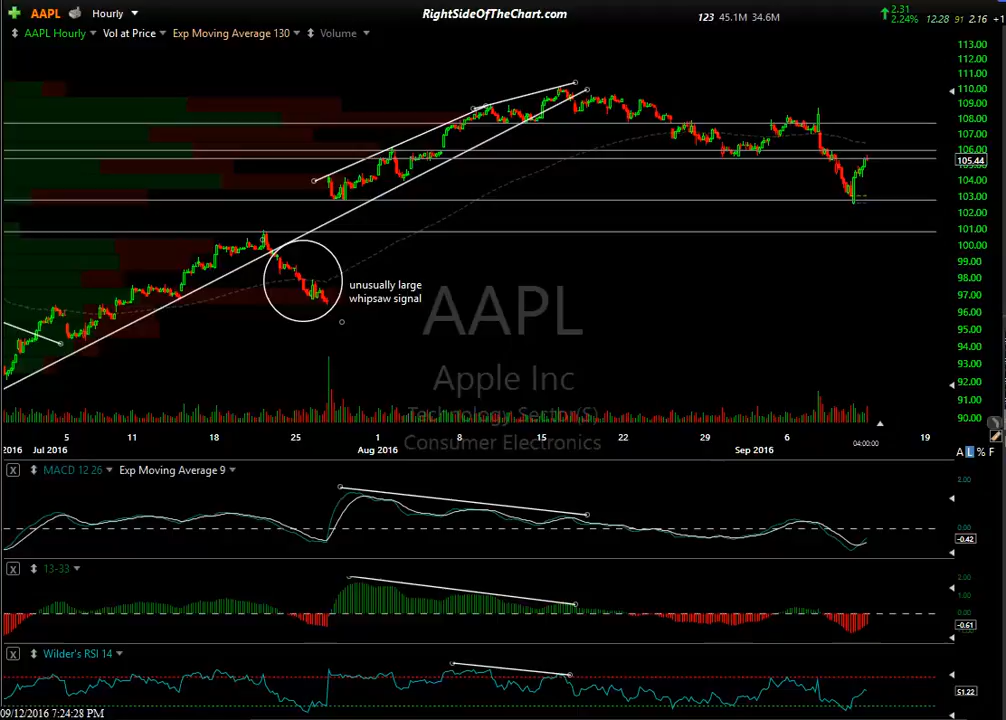 AAPL Hourly RightSideOfTheChart.com 123 45.1M 34.6M 2.31 2.24% 12.28 91 2.16 +1
AAPL Hourly Vol at Price Exp Moving Average 130 Volume
113.00
112.00
111.00
110.00
109.00
108.00
107.00
106.00
105.44
104.00
103.00
102.00
101.00
100.00
99.00
98.00
97.00
96.00
95.00
94.00
93.00
92.00
91.00
90.00
unusually large
whipsaw signal
AAPL
Apple Inc
Technology Sector(S)
Consumer Electronics
5 11 18 25 1 8 15 22 29 6 04:00:00 19
2016 Jul 2016 Aug 2016 Sep 2016 A L % F
X MACD 12 26 Exp Moving Average 9
2.00
0.00
-0.42
X 13-33
2.00
1.00
0.00
-0.61
X Wilder's RSI 14
51.22
09/12/2016 7:24:28 PM